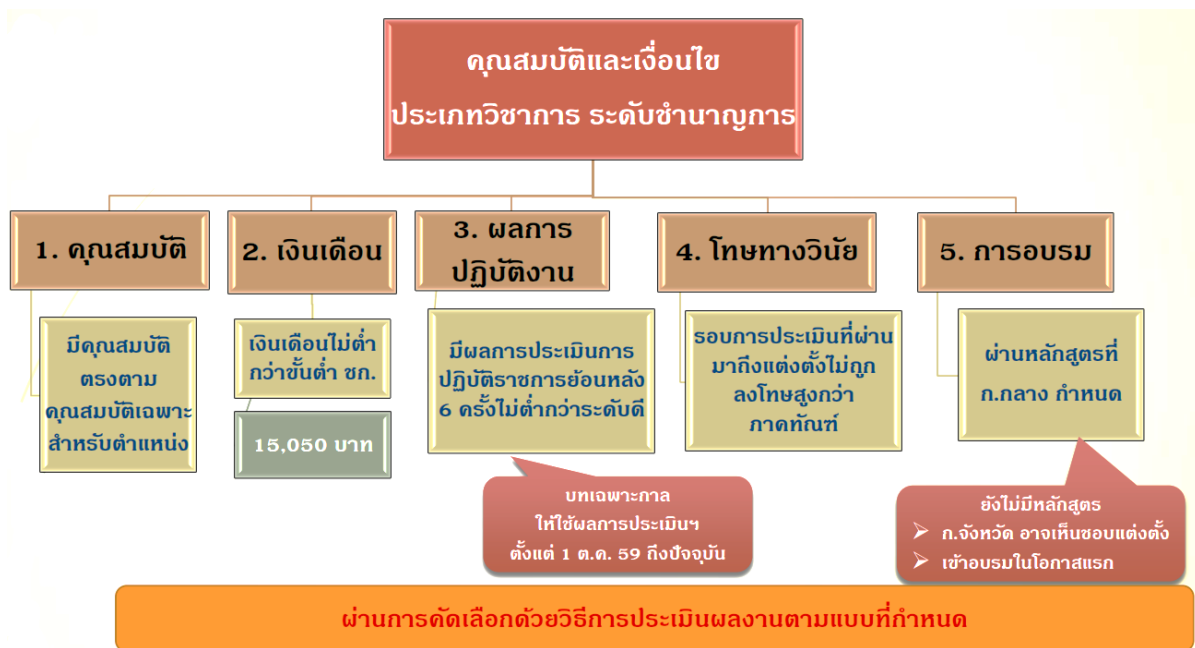 คุณสมบัติและเงื่อนไข
ประเภทวิชาการ ระดับชำนาญการ
1. คุณสมบัติ
มีคุณสมบัติ
ตรงตาม
คุณสมบัติเฉพาะ
สำหรับตำแหน่ง
2. เงินเดือน
เงินเดือนไม่ต่ำ
กว่าขั้นต่ำ ชก.
15,050 บาท
3. ผลการ
ปฏิบัติงาน
มีผลการประเมินการ
ปฏิบัติราชการย้อนหลัง
6 ครั้งไม่ต่ำกว่าระดับดี
บทเฉพาะกาล
ให้ใช้ผลการประเมินฯ
ตั้งแต่ 1 ต.ค. 59 ถึงปัจจุบัน
4. โทษทางวินัย
รอบการประเมินที่ผ่าน
มาถึงแต่งตั้งไม่ถูก
ลงโทษสูงกว่า
ภาคทัณฑ์
5. การอบรม
ผ่านหลักสูตรที่
ก.กลาง กำหนด
ยังไม่มีหลักสูตร
➢ ก.จังหวัด อาจเห็นชอบแต่งตั้ง
➢ เข้าอบรมในโอกาสแรก
ผ่านการคัดเลือกด้วยวิธีการประเมินผลงานตามแบบที่กำหนด